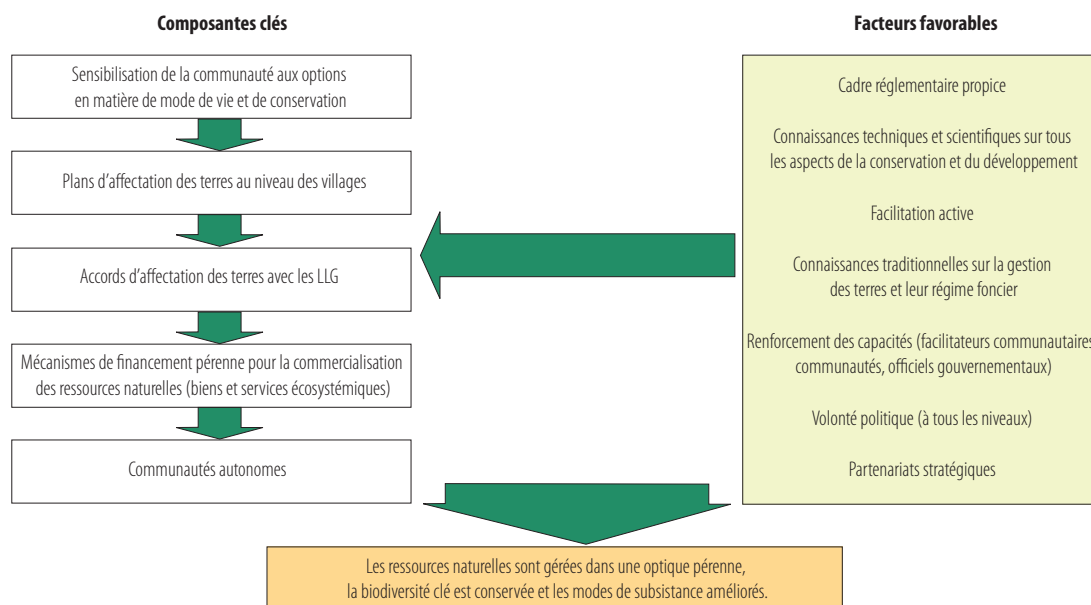 Composantes clés
Sensibilisation de la communauté aux options
en matière de mode de vie et de conservation
Plans d'affectation des terres au niveau des villages
Accords d'affectation des terres avec les LLG
Mécanismes de financement pérenne pour la commercialisation
des ressources naturelles (biens et services écosystémiques)
Communautés autonomes
Facteurs favorables
Cadre réglementaire propice
Connaissances techniques et scientifiques sur tous
les aspects de la conservation et du développement
Facilitation active
Connaissances traditionnelles sur la gestion
des terres et leur régime foncier
Renforcement des capacités (facilitateurs communautaires
communautés, officiels gouvernementaux)
Volonté politique (à tous les niveaux)
Partenariats stratégiques
Les ressources naturelles sont gérées dans une optique pérenne,
la biodiversité clé est conservée et les modes de subsistance améliorés.